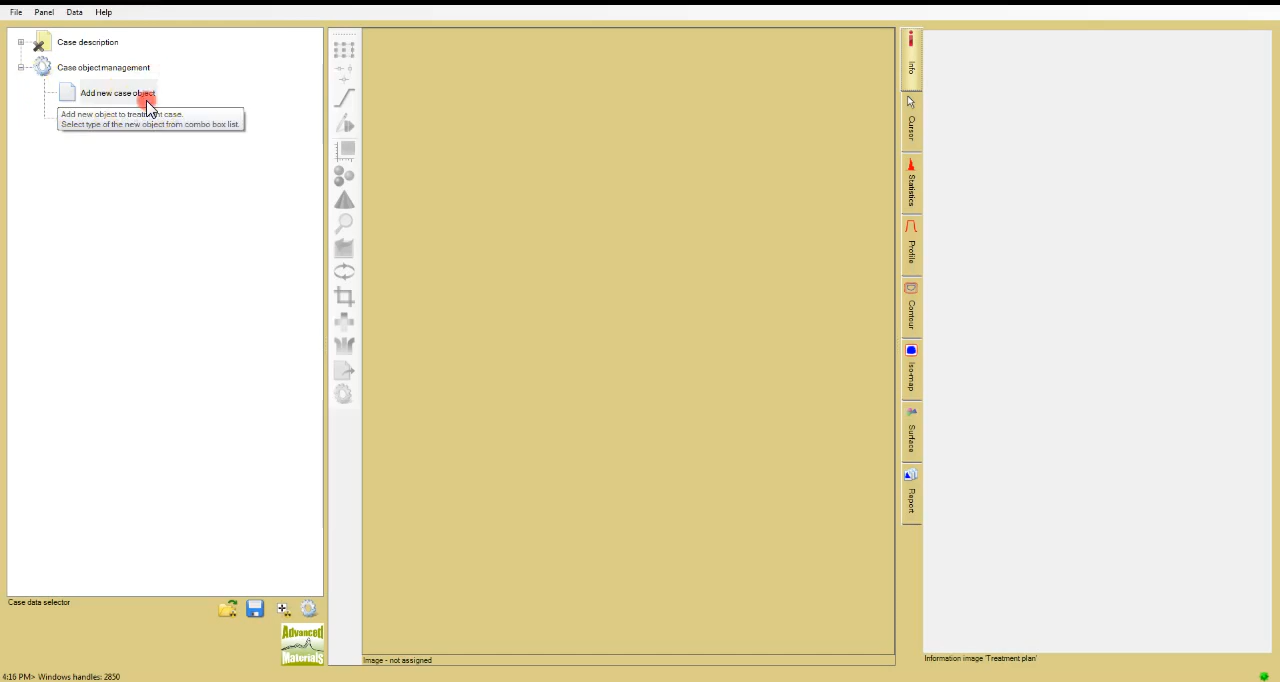 File Panel Data Help
Case description
Case object management
Add new case object
Add new object to treatment case.
Select type of the new object from combo box list.
Info
Cursor
Statistics
Profile
Contour
Iso-map
Surface
Report
Case data selector
Advanced
Materials
Image - not assigned
Information image 'Treatment plan'
4:16 PM> Windows handles: 2850